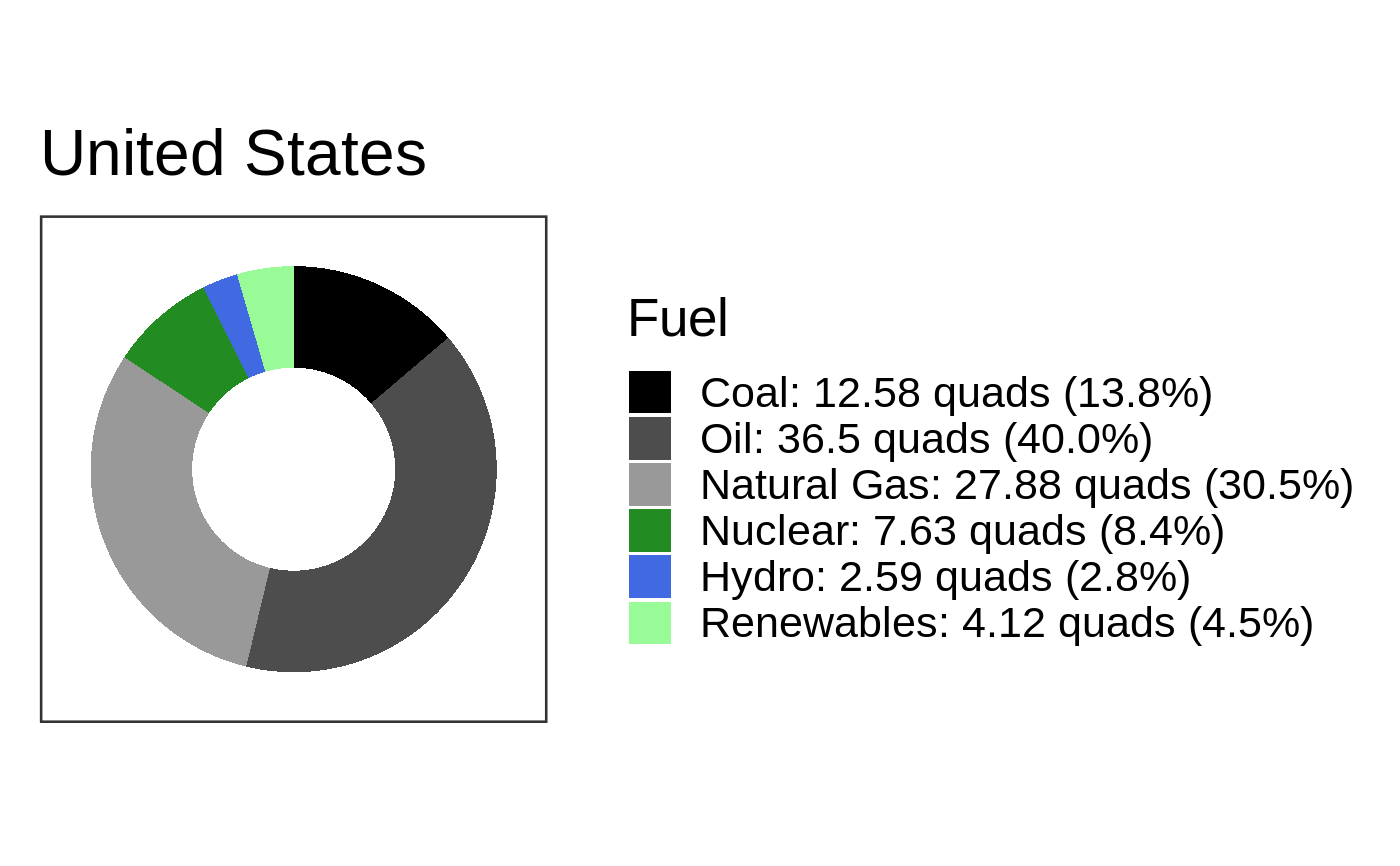 United States
Fuel
Coal: 12.58 quads (13.8%)
Oil: 36.5 quads (40.0%)
Natural Gas: 27.88 quads (30.5%)
Nuclear: 7.63 quads (8.4%)
Hydro: 2.59 quads (2.8%)
Renewables: 4.12 quads (4.5%)